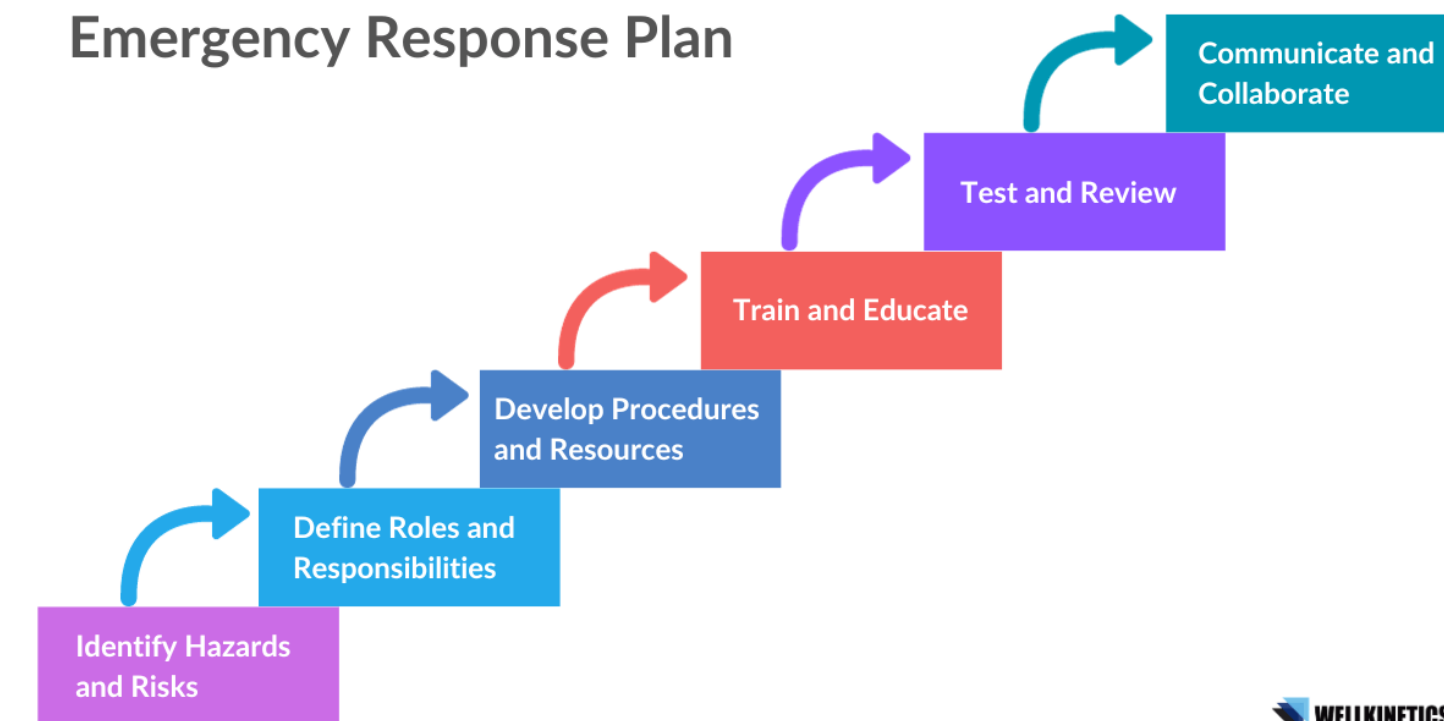 Emergency Response Plan
Communicate and
Collaborate
Test and Review
Train and Educate
Develop Procedures
and Resources
Define Roles and
Responsibilities
Identify Hazards
and Risks
WELLKINETICS